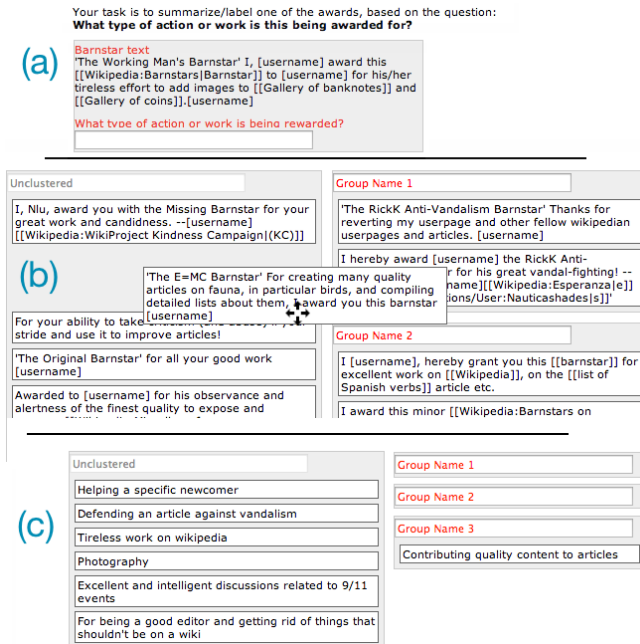 Your task is to summarize/label one of the awards, based on the question:
What type of action or work is this being awarded for?
(a)
Barnstar text
'The Working Man's Barnstar' I, [username] award this
[[Wikipedia:Barnstars|Barnstar]] to [username] for his/her
tireless effort to add images to [[Gallery of banknotes]] and
[[Gallery of coins]].[username]
What type of action or work is being rewarded?
Unclustered
I, Nlu, award you with the Missing Barnstar for your
great work and candidness. --[username]
[[Wikipedia:WikiProject Kindness Campaign|(KC)]]
(b)
'The E=MC Barnstar' For creating many quality
articles on fauna, in particular birds, and compiling
detailed lists about them, I award you this barnstar
[username]
For your ability to take
stride and use it to improve articles!
'The Original Barnstar' for all your good work
[username]
Awarded to [username] for his observance and
alertness of the finest quality to expose and
Group Name 1
'The RickK Anti-Vandalism Barnstar' Thanks for
reverting my userpage and other fellow wikipedian
userpages and articles. [username]
I hereby award [username] the RickK Anti-
r for his great vandal-fighting! --
name][[Wikipedia:Esperanza|e]]
ions/User:Nauticashades|s]]'
Group Name 2
I [username], hereby grant you this [[barnstar]] for
excellent work on [[Wikipedia]], on the [[list of
Spanish verbs]] article etc.
I award this minor [[Wikipedia:Barnstars on
(c)
Unclustered
Helping a specific newcomer
Defending an article against vandalism
Tireless work on wikipedia
Photography
Excellent and intelligent discussions related to 9/11
events
For being a good editor and getting rid of things that
shouldn't be on a wiki
Group Name 1
Group Name 2
Group Name 3
Contributing quality content to articles